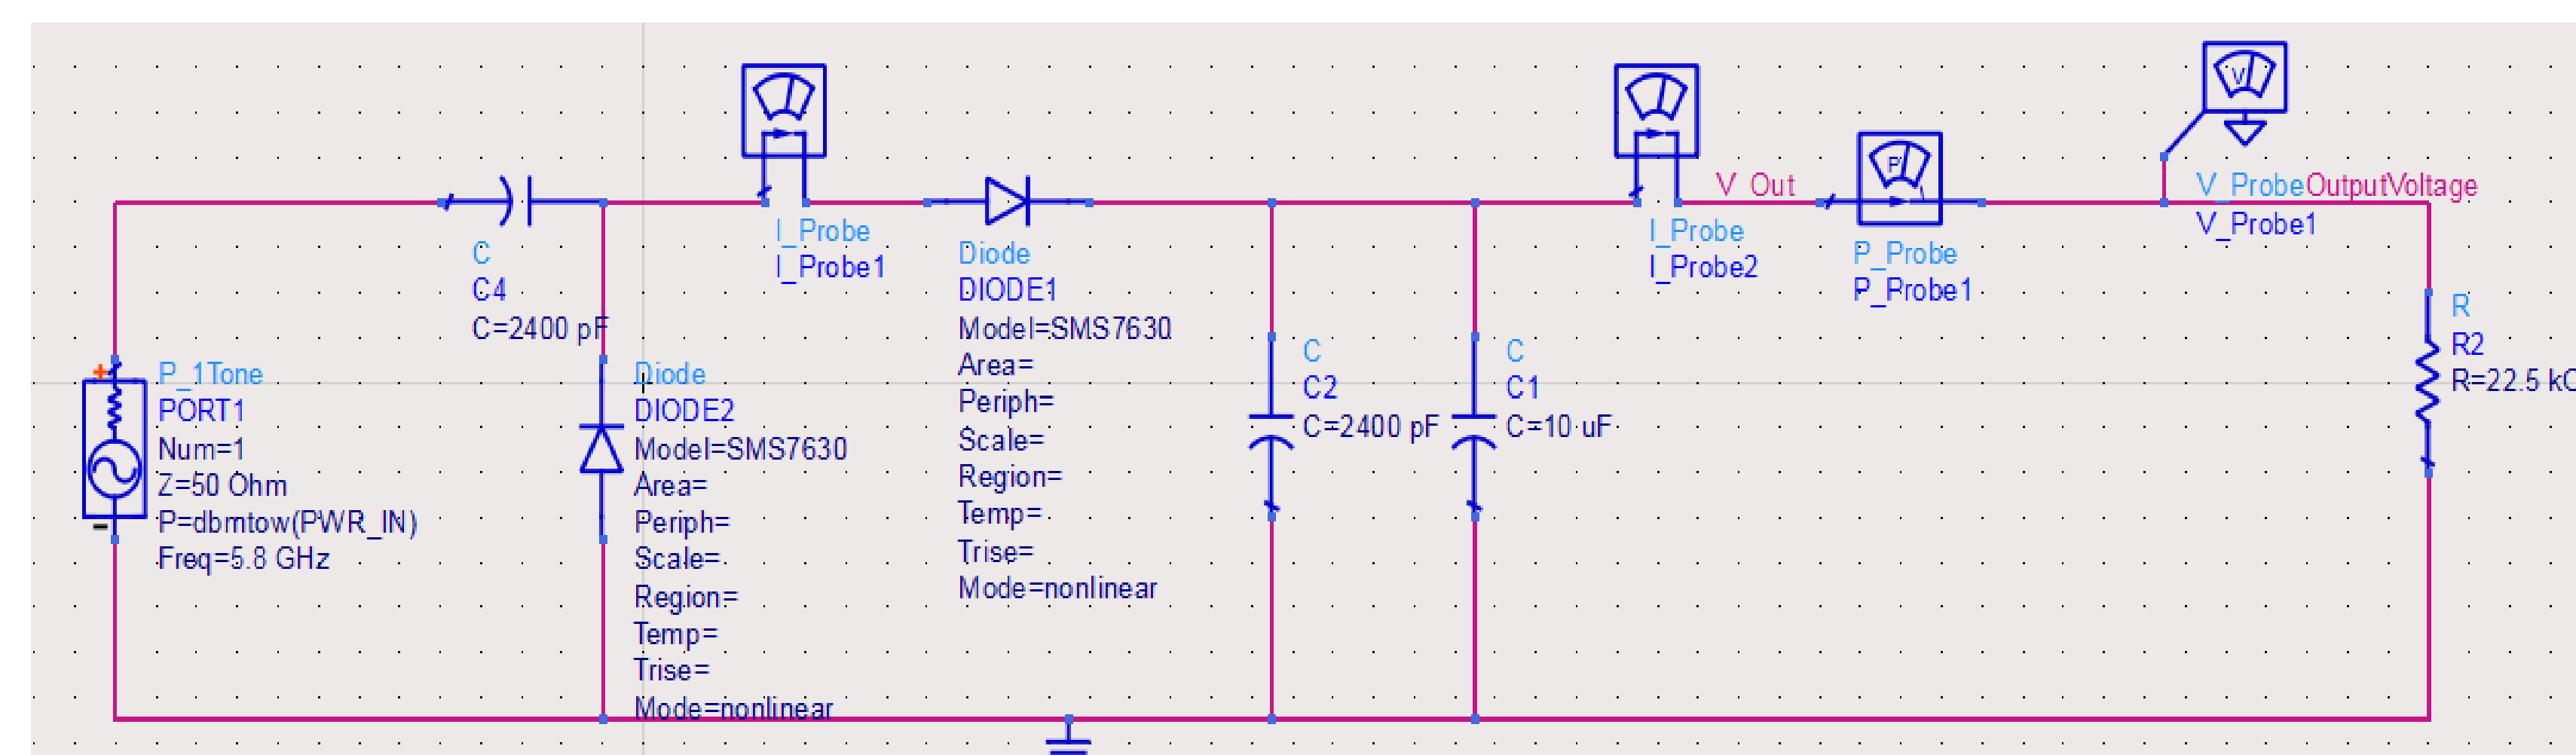 V
P
V_Out
V_ProbeOutputVoltage
V_Probe1
I_Probe
I_Probe1
I_Probe
I_Probe2
P_Probe
P_Probe1
C
C4
C=2400 pF
Diode
DIODE1
Model=SMS7630
Area=
Periph=
Scale=
Region=
Temp=
Trise=
Mode=nonlinear
C
C2
C=2400 pF
C
C1
C=10 uF
R
R2
R=22.5 k
+
-
P_1Tone
PORT1
Num=1
Z=50 Ohm
P=dbmtow(PWR_IN)
Freq=5.8 GHz
Diode
DIODE2
Model=SMS7630
Area=
Periph=
Scale=
Region=
Temp=
Trise=
Mode=nonlinear